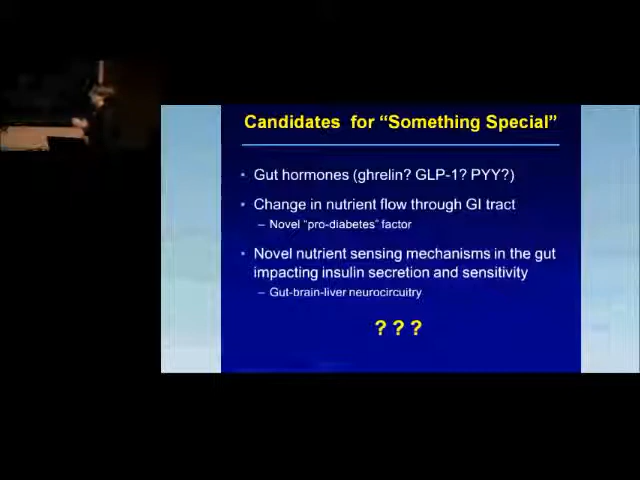 Candidates for “Something Special”
• Gut hormones (ghrelin? GLP-1? PYY?)
• Change in nutrient flow through GI tract
– Novel “pro-diabetes” factor
• Novel nutrient sensing mechanisms in the gut
impacting insulin secretion and sensitivity
– Gut-brain-liver neurocircuitry
? ? ?